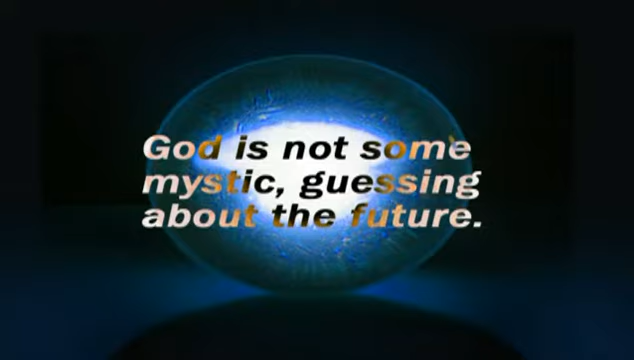 God is not some
mystic, guessing
about the future.